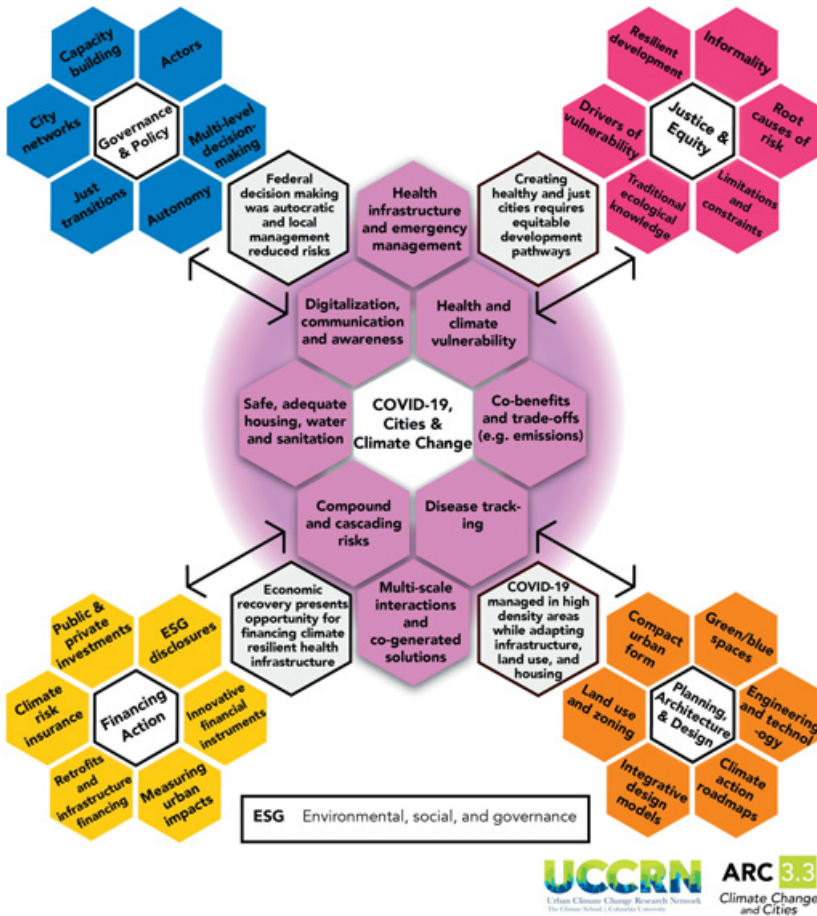 Capacity
building
Actors
City
networks
Governance
& Policy
Multi-level
decision-
making
Just
transitions
Autonomy
Resilient
development
Informality
Drivers of
vulnerability
Justice &
Equity
Root
causes of
risk
Traditional
ecological
knowledge
Limitations
and
constraints
Federal
decision making
was autocratic
and local
management
reduced risks
Health
infrastructure
and emergency
management
Creating
healthy and just
cities requires
equitable
development
pathways
Digitalization,
communication
and awareness
Health and
climate
vulnerability
Safe, adequate
housing, water
and sanitation
COVID-19,
Cities &
Climate Change
Co-benefits
and trade-offs
(e.g. emissions)
Compound
and cascading
risks
Disease track-
ing
Economic
recovery presents
opportunity for
financing climate
resilient health
infrastructure
Multi-scale
interactions
and
co-generated
solutions
COVID-19
managed in high
density areas
while adapting
infrastructure,
land use, and
housing
Public &
private
investments
ESG
disclosures
Climate
risk
insurance
Financing
Action
Innovative
financial
instruments
Retrofits and
infrastructure
financing
Measuring
urban
impacts
Compact
urban
form
Green/blue
spaces
Land use
and zoning
Planning,
Architecture
& Design
Engineering
and technol
-ogy
Integrative
design
models
Climate
action
roadmaps
ESG Environmental, social, and governance
UCCRN
Urban Climate Change Research Network
The Climate School | Columbia University
ARC 3.3
Climate Change
and Cities